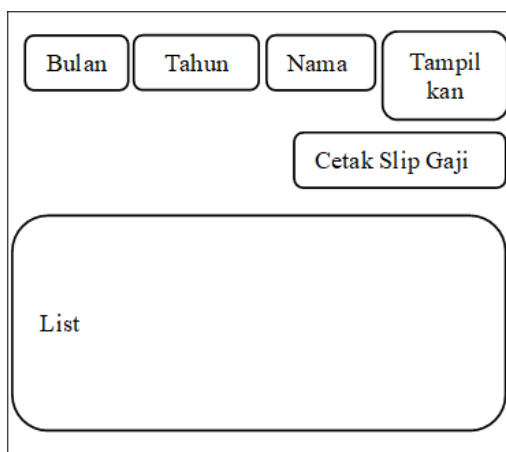 Bulan
Tahun
Nama
Tampil
kan
Cetak Slip Gaji
List